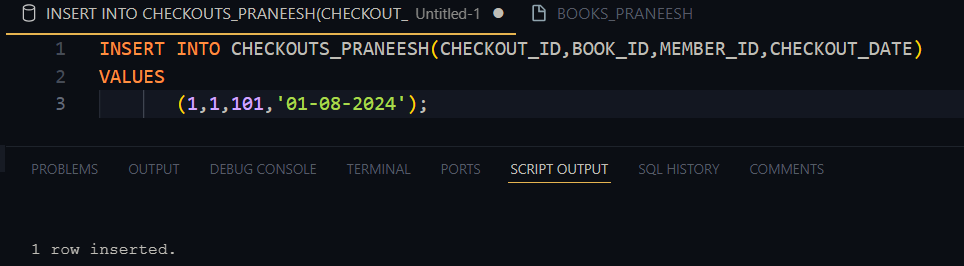 INSERT INTO CHECKOUTS_PRANEESH(CHECKOUT_ Untitled-1 BOOKS_PRANEESH
1 INSERT INTO CHECKOUTS_PRANEESH(CHECKOUT_ID,BOOK_ID,MEMBER_ID,CHECKOUT_DATE)
2 VALUES
3 (1,1,101,'01-08-2024');
PROBLEMS OUTPUT DEBUG CONSOLE TERMINAL PORTS SCRIPT OUTPUT SQL HISTORY COMMENTS
1 row inserted.